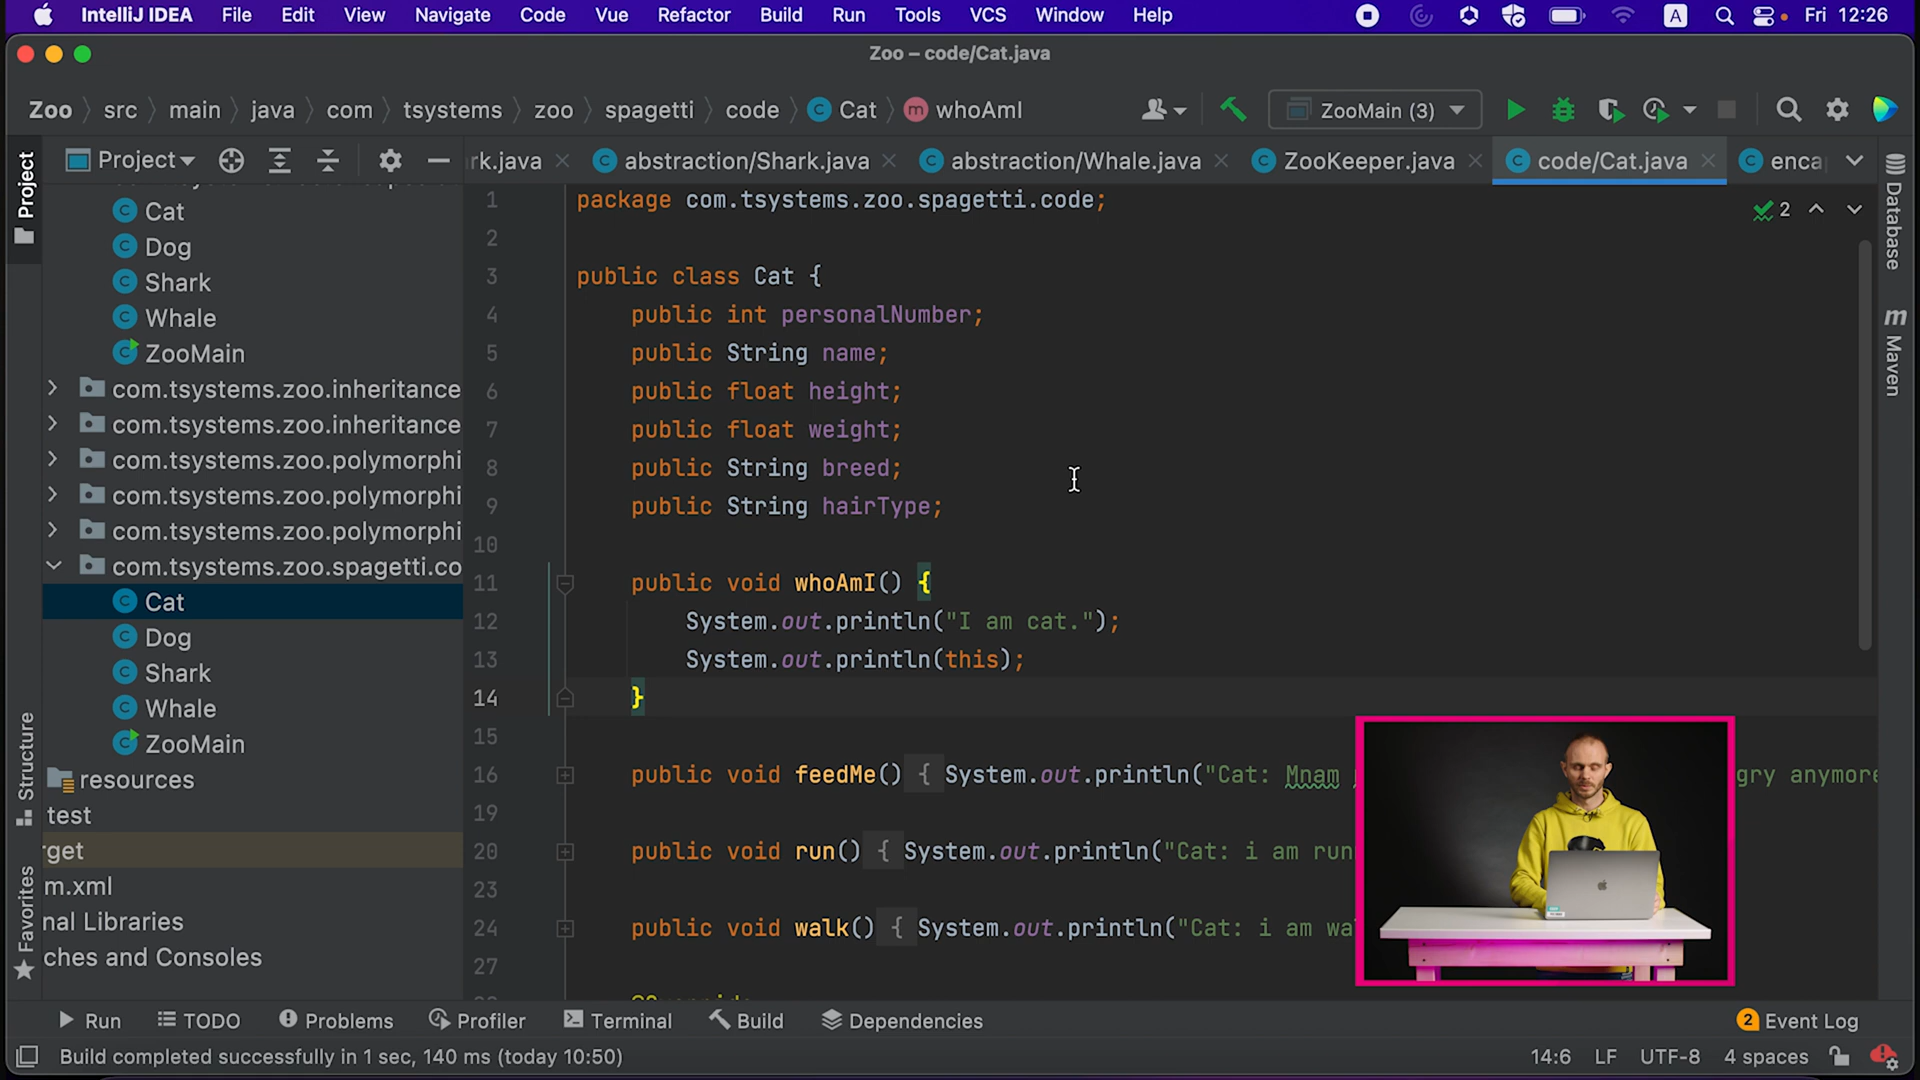 IntelliJ IDEA File Edit View Navigate Code Vue Refactor Build Run Tools VCS Window Help A Fri 12:26
Zoo – code/Cat.java
Zoo src main java com tsystems zoo spagetti code Cat whoAmI ZooMain (3)
Project
Project rk.java abstraction/Shark.java abstraction/Whale.java ZooKeeper.java code/Cat.java enca
Cat
Dog
Shark
Whale
ZooMain
com.tsystems.zoo.inheritance
com.tsystems.zoo.inheritance
com.tsystems.zoo.polymorphi
com.tsystems.zoo.polymorphi
com.tsystems.zoo.polymorphi
com.tsystems.zoo.spagetti.co
Cat
Dog
Shark
Whale
ZooMain
resources
test
rget
m.xml
nal Libraries
ches and Consoles
Structure
Favorites
1 package com.tsystems.zoo.spagetti.code;
2
3 public class Cat {
4 public int personalNumber;
5 public String name;
6 public float height;
7 public float weight;
8 public String breed;
9 public String hairType;
10
11 public void whoAmI() {
12 System.out.println("I am cat.");
13 System.out.println(this);
14 }
15
16 public void feedMe() { System.out.println("Cat: Mnam gry anymore
19
20 public void run() { System.out.println("Cat: i am run
23
24 public void walk() { System.out.println("Cat: i am wa
27
2
Database
m Maven
Run TODO Problems Profiler Terminal Build Dependencies 2 Event Log
Build completed successfully in 1 sec, 140 ms (today 10:50) 14:6 LF UTF-8 4 spaces